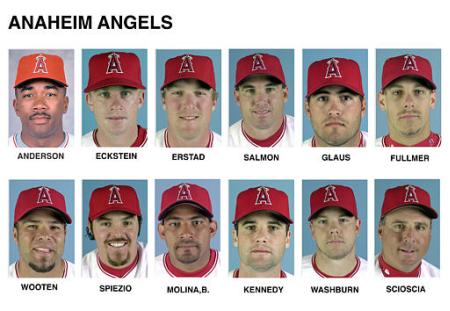 ANAHEIM ANGELS
ANDERSON ECKSTEIN ERSTAD SALMON GLAUS FULLMER
WOOTEN SPIEZIO MOLINA,B. KENNEDY WASHBURN SCIOSCIA